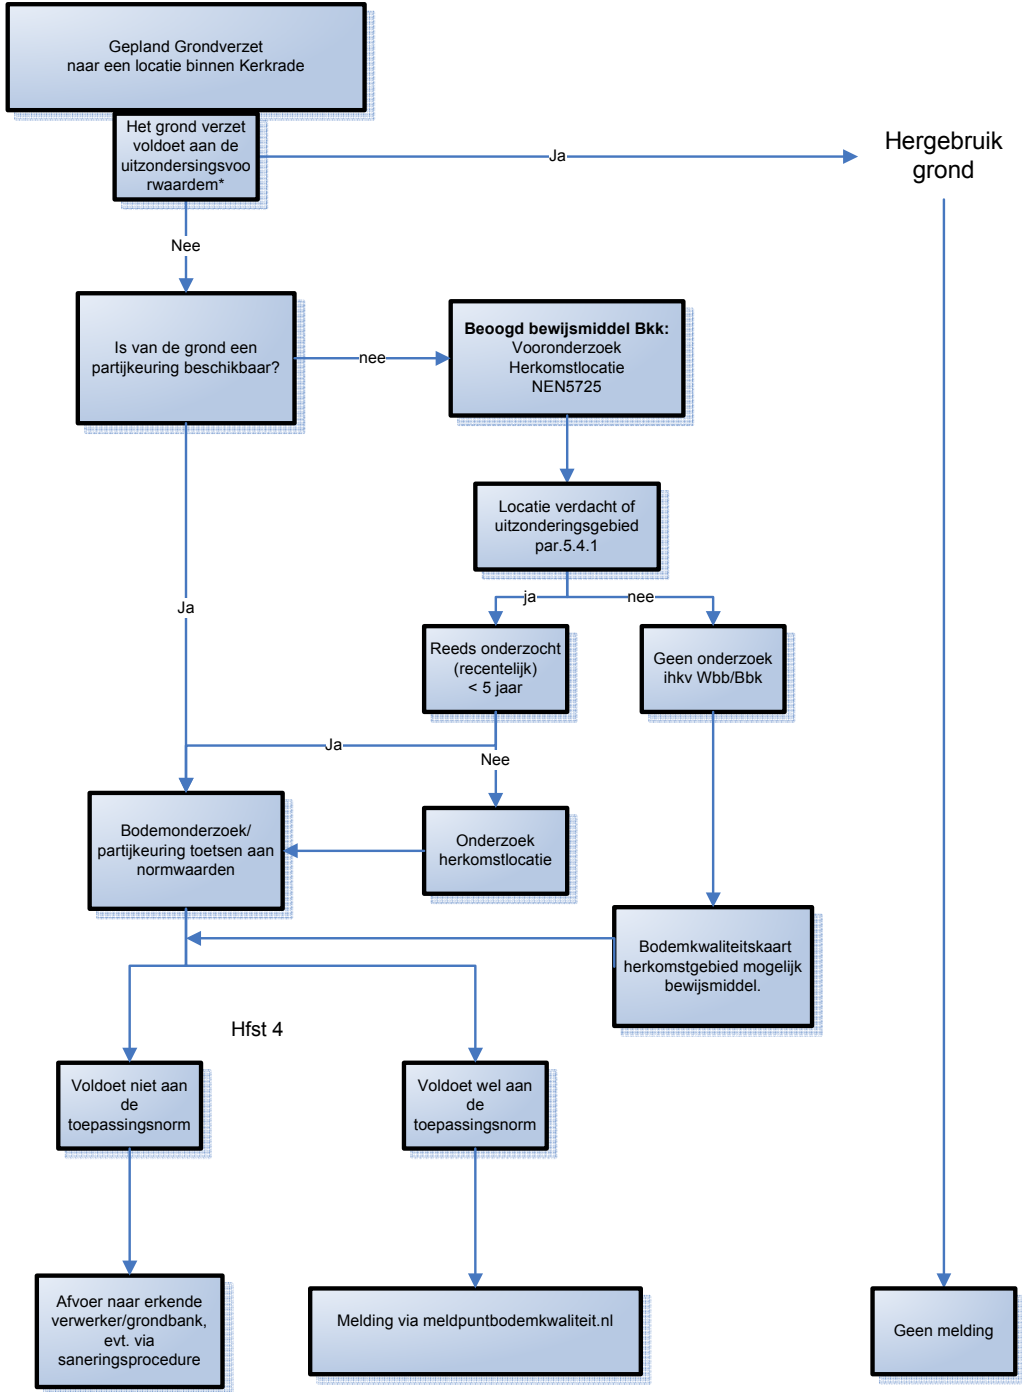 Gepland Grondverzet
naar een locatie binnen Kerkrade
Het grond verzet
voldoet aan de
uitzondersingsvoo
rwaardem*
Ja
Hergebruik
grond
Nee
Is van de grond een
partijkeuring beschikbaar?
nee
Beoogd bewijsmiddel Bkk:
Vooronderzoek
Herkomstlocatie
NEN5725
Locatie verdacht of
uitzonderingsgebied
par.5.4.1
ja
nee
Ja
Reeds onderzocht
(recentelijk)
< 5 jaar
Geen onderzoek
ihkv Wbb/Bbk
Ja
Nee
Bodemonderzoek/
partijkeuring toetsen aan
normwaarden
Onderzoek
herkomstlocatie
Bodemkwaliteitskaart
herkomstgebied mogelijk
bewijsmiddel.
Hfst 4
Voldoet niet aan
de
toepassingsnorm
Voldoet wel aan
de
toepassingsnorm
Afvoer naar erkende
verwerker/grondbank,
evt. via
saneringsprocedure
Melding via meldpuntbodemkwaliteit.nl
Geen melding